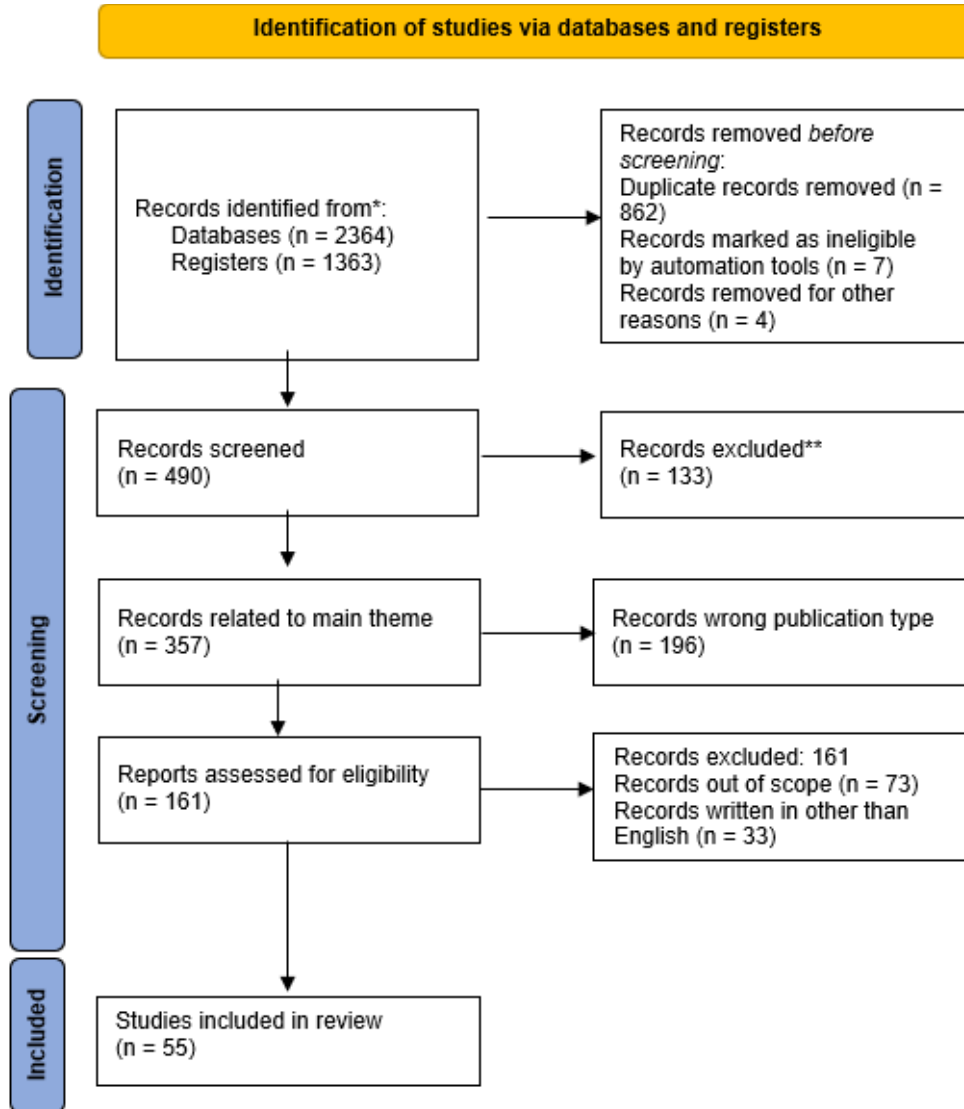 Identification of studies via databases and registers
Identification
Records identified from*:
Databases (n = 2364)
Registers (n = 1363)
Records removed before
screening:
Duplicate records removed (n =
862)
Records marked as ineligible
by automation tools (n = 7)
Records removed for other
reasons (n = 4)
Screening
Records screened
(n = 490)
Records excluded**
(n = 133)
Records related to main theme
(n = 357)
Records wrong publication type
(n = 196)
Reports assessed for eligibility
(n = 161)
Records excluded: 161
Records out of scope (n = 73)
Records written in other than
English (n = 33)
Included
Studies included in review
(n = 55)